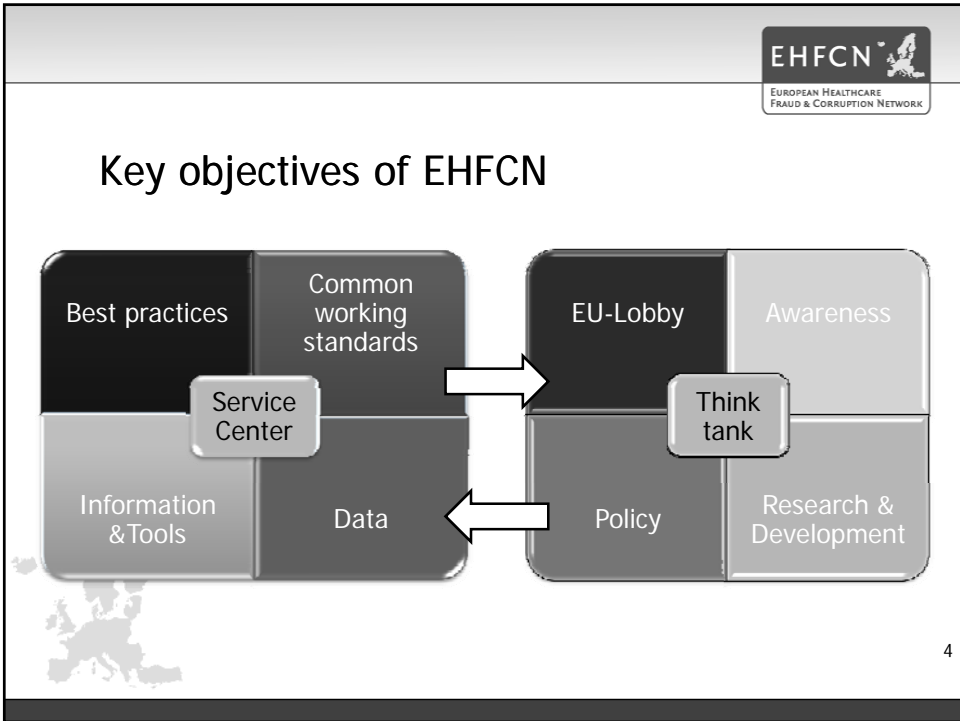 EHFCN
EUROPEAN HEALTHCARE
FRAUD & CORRUPTION NETWORK
Key objectives of EHFCN
Best practices
Common
working
standards
Service
Center
Information
&Tools
Data
EU-Lobby
Awareness
Think
tank
Policy
Research &
Development
4